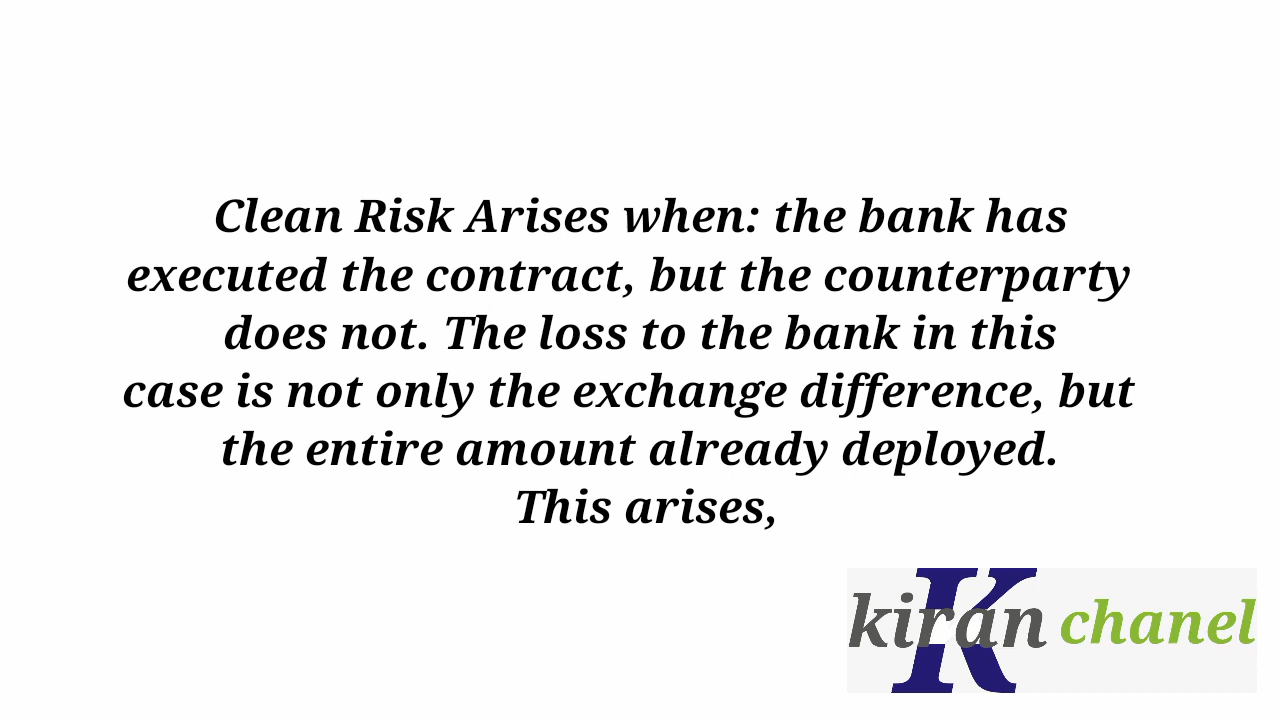 Clean Risk Arises when: the bank has
executed the contract, but the counterparty
does not. The loss to the bank in this
case is not only the exchange difference, but
the entire amount already deployed.
This arises,
K
kiran chanel